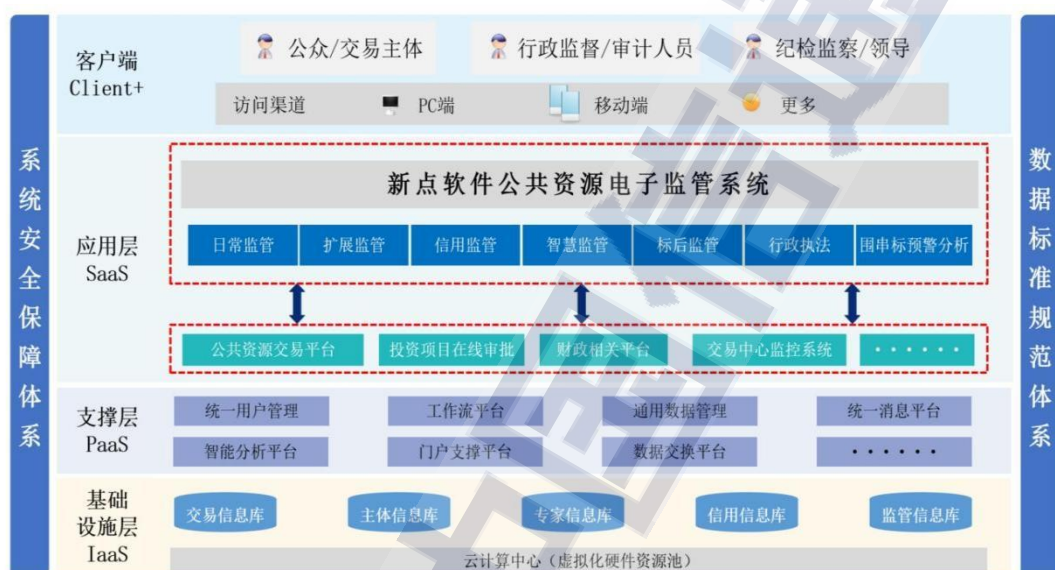 系统安全保障体系
客户端
Client+
公众/交易主体
行政监督/审计人员
纪检监察/领导
访问渠道
PC端
移动端
更多
应用层
SaaS
新点软件公共资源电子监管系统
日常监管
扩展监管
信用监管
智慧监管
标后监管
行政执法
围串标预警分析
公共资源交易平台
投资项目在线审批
财政相关平台
交易中心监控系统
······
支撑层
PaaS
统一用户管理
工作流平台
通用数据管理
统一消息平台
智能分析平台
门户支撑平台
数据交换平台
······
基础
设施层
IaaS
交易信息库
主体信息库
专家信息库
信用信息库
监管信息库
云计算中心（虚拟化硬件资源池）
数据标准规范体系